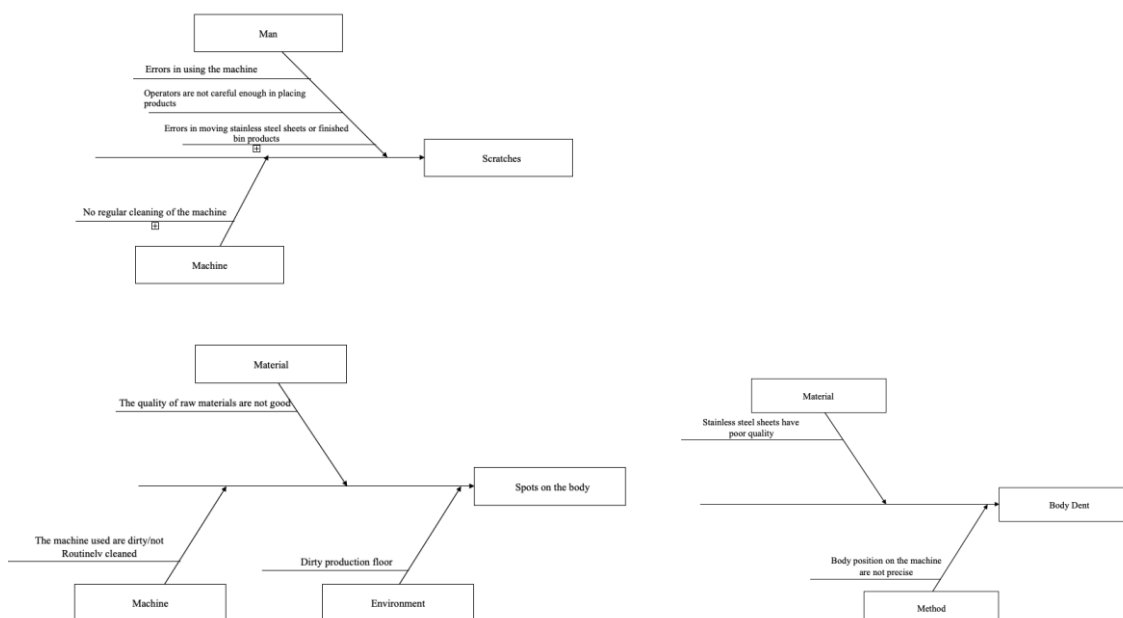 Man
Errors in using the machine
Operators are not careful enough in placing
products
Errors in moving stainless steel sheets or finished
bin products
Scratches
No regular cleaning of the machine
Machine
Material
The quality of raw materials are not good
Spots on the body
The machine used are dirty/not
Routinely cleaned
Dirty production floor
Machine
Environment
Material
Stainless steel sheets have
poor quality
Body Dent
Body position on the machine
are not precise
Method